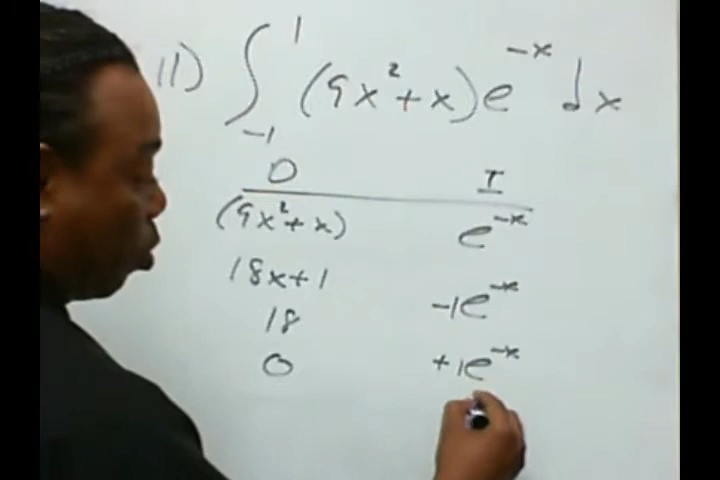 11) ∫₋₁¹ (9x²+x)e⁻ˣ dx
D I
(9x²+x) e⁻ˣ
18x+1 -1e⁻ˣ
18 +1e⁻ˣ
0